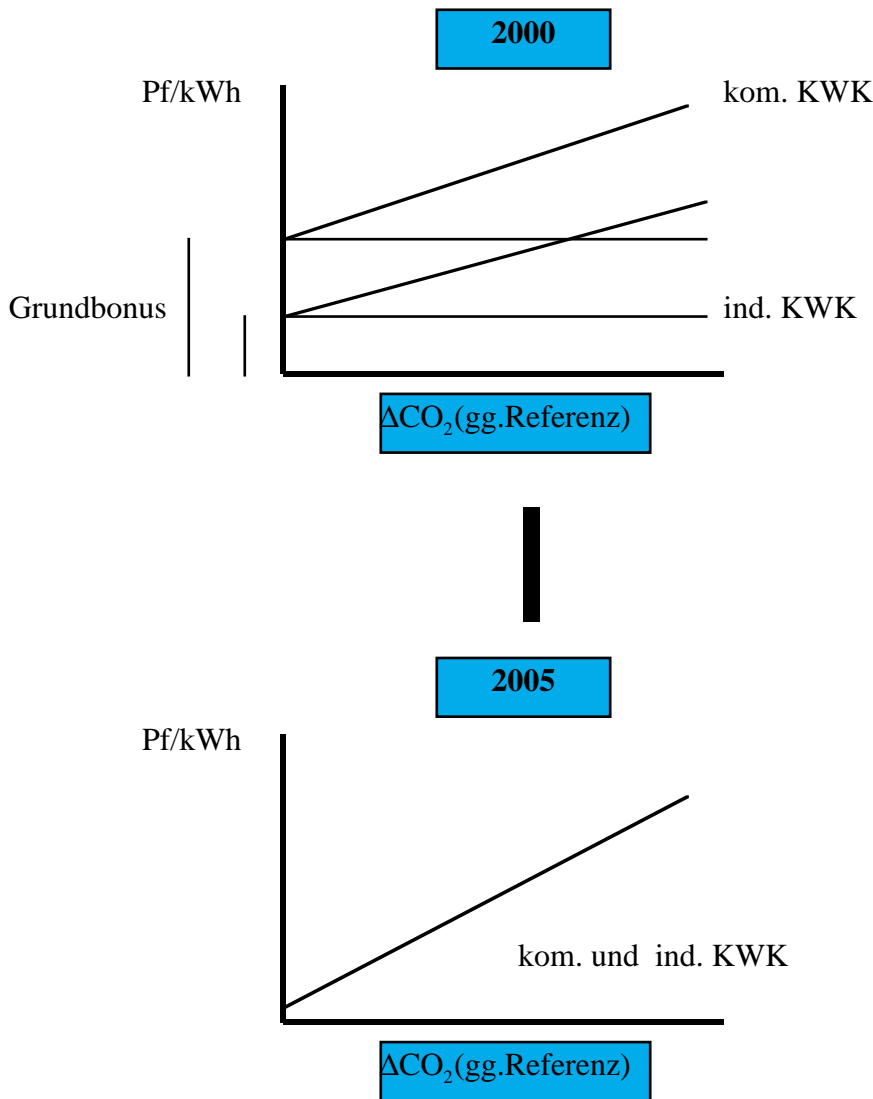 2000
Pf/kWh
kom. KWK
Grundbonus
ind. KWK
ΔCO₂(gg.Referenz)
2005
Pf/kWh
kom. und ind. KWK
ΔCO₂(gg.Referenz)